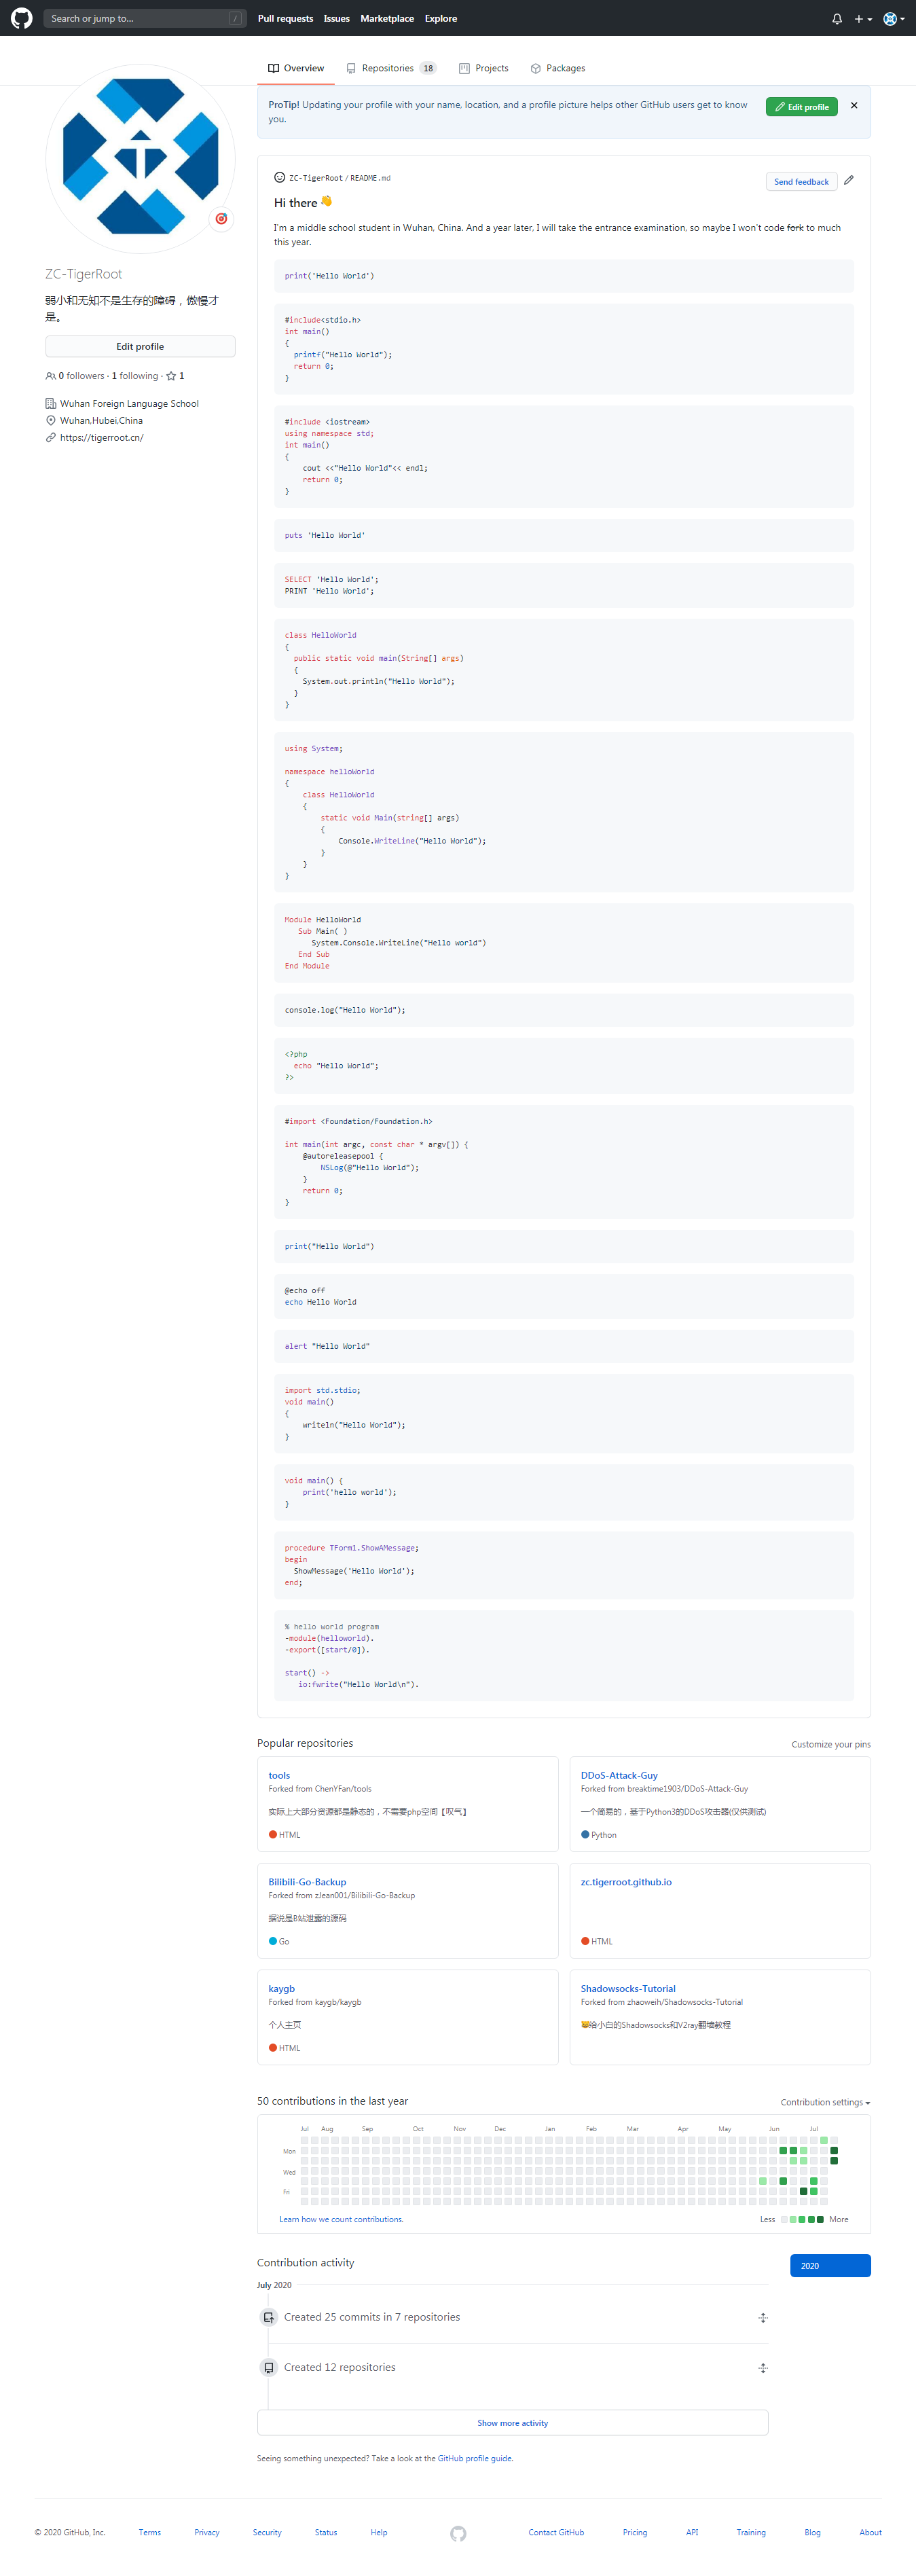 Search or jump to…
/
Pull requests
Issues
Marketplace
Explore
Overview
Repositories 18
Projects
Packages
ProTip! Updating your profile with your name, location, and a profile picture helps other GitHub users get to know
you.
Edit profile
ZC-TigerRoot
弱小和无知不是生存的障碍，傲慢才
是。
Edit profile
0 followers · 1 following · 1
Wuhan Foreign Language School
Wuhan,Hubei,China
https://tigerroot.cn/
ZC-TigerRoot/README.md
Send feedback
Hi there 👋
I'm a middle school student in Wuhan, China. And a year later, I will take the entrance examination, so maybe I won't code fork to much
this year.
print('Hello World')
#include<stdio.h>
int main()
{
  printf("Hello World");
  return 0;
}
#include <iostream>
using namespace std;
int main()
{
    cout <<"Hello World"<< endl;
    return 0;
}
puts 'Hello World'
SELECT 'Hello World';
PRINT 'Hello World';
class HelloWorld
{
  public static void main(String[] args)
  {
    System.out.println("Hello World");
  }
}
using System;
namespace helloWorld
{
    class HelloWorld
    {
        static void Main(string[] args)
        {
            Console.WriteLine("Hello World");
        }
    }
}
Module HelloWorld
   Sub Main( )
      System.Console.WriteLine("Hello world")
   End Sub
End Module
console.log("Hello World");
<?php
  echo "Hello World";
?>
#import <Foundation/Foundation.h>
int main(int argc, const char * argv[]) {
    @autoreleasepool {
        NSLog(@"Hello World");
    }
    return 0;
}
print("Hello World")
@echo off
echo Hello World
alert "Hello World"
import std.stdio;
void main()
{
    writeln("Hello World");
}
void main() {
    print('hello world');
}
procedure TForm1.ShowAMessage;
begin
  ShowMessage('Hello World');
end;
% hello world program
-module(helloworld).
-export([start/0]).
start() ->
   io:fwrite("Hello World\n").
Popular repositories
Customize your pins
tools
Forked from ChenYFan/tools
实际上大部分资源都是静态的，不需要php空间【叹气】
HTML
DDoS-Attack-Guy
Forked from breaktime1903/DDoS-Attack-Guy
一个简易的，基于Python3的DDoS攻击器(仅供测试)
Python
Bilibili-Go-Backup
Forked from zJean001/Bilibili-Go-Backup
据说是B站泄露的源码
Go
zc.tigerroot.github.io
HTML
kaygb
Forked from kaygb/kaygb
个人主页
HTML
Shadowsocks-Tutorial
Forked from zhaoweih/Shadowsocks-Tutorial
给小白的Shadowsocks和V2ray翻墙教程
50 contributions in the last year
Contribution settings
Jul Aug Sep Oct Nov Dec Jan Feb Mar Apr May Jun Jul
Mon
Wed
Fri
Learn how we count contributions.
Less More
Contribution activity
2020
July 2020
Created 25 commits in 7 repositories
Created 12 repositories
Show more activity
Seeing something unexpected? Take a look at the GitHub profile guide.
© 2020 GitHub, Inc. Terms Privacy Security Status Help Contact GitHub Pricing API Training Blog About